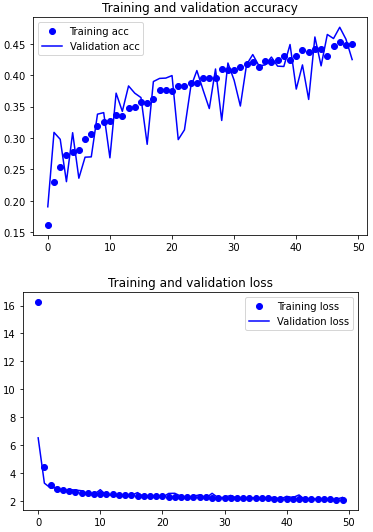 Training and validation accuracy
Training acc
Validation acc
0.45
0.40
0.35
0.30
0.25
0.20
0.15
0 10 20 30 40 50
Training and validation loss
Training loss
Validation loss
16
14
12
10
8
6
4
2
0 10 20 30 40 50